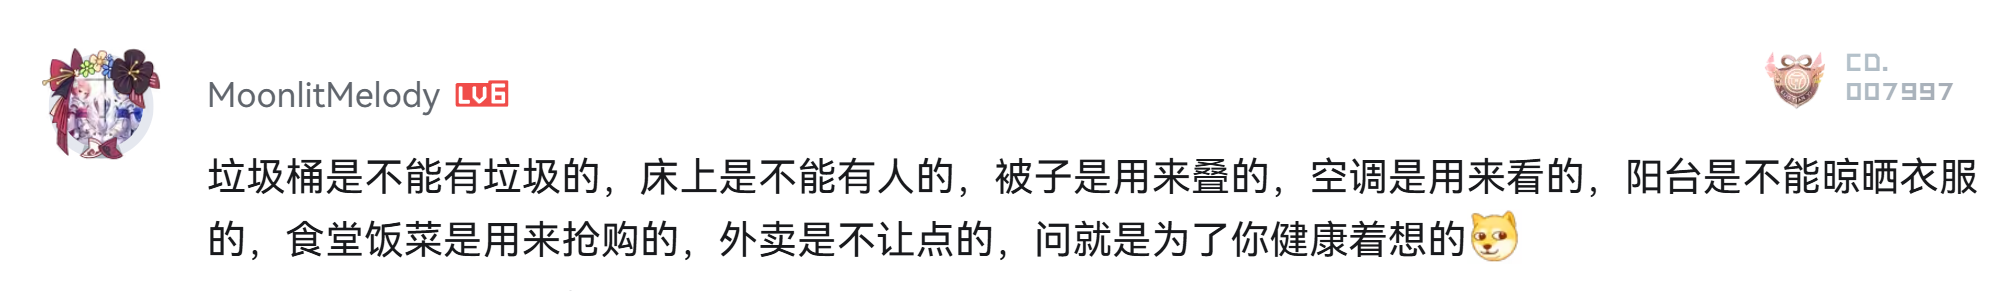 MoonlitMelody LV6
CD.
007997
垃圾桶是不能有垃圾的，床上是不能有人的，被子是用来叠的，空调是用来看的，阳台是不能晾晒衣服
的，食堂饭菜是用来抢购的，外卖是不让点的，问就是为了你健康着想的